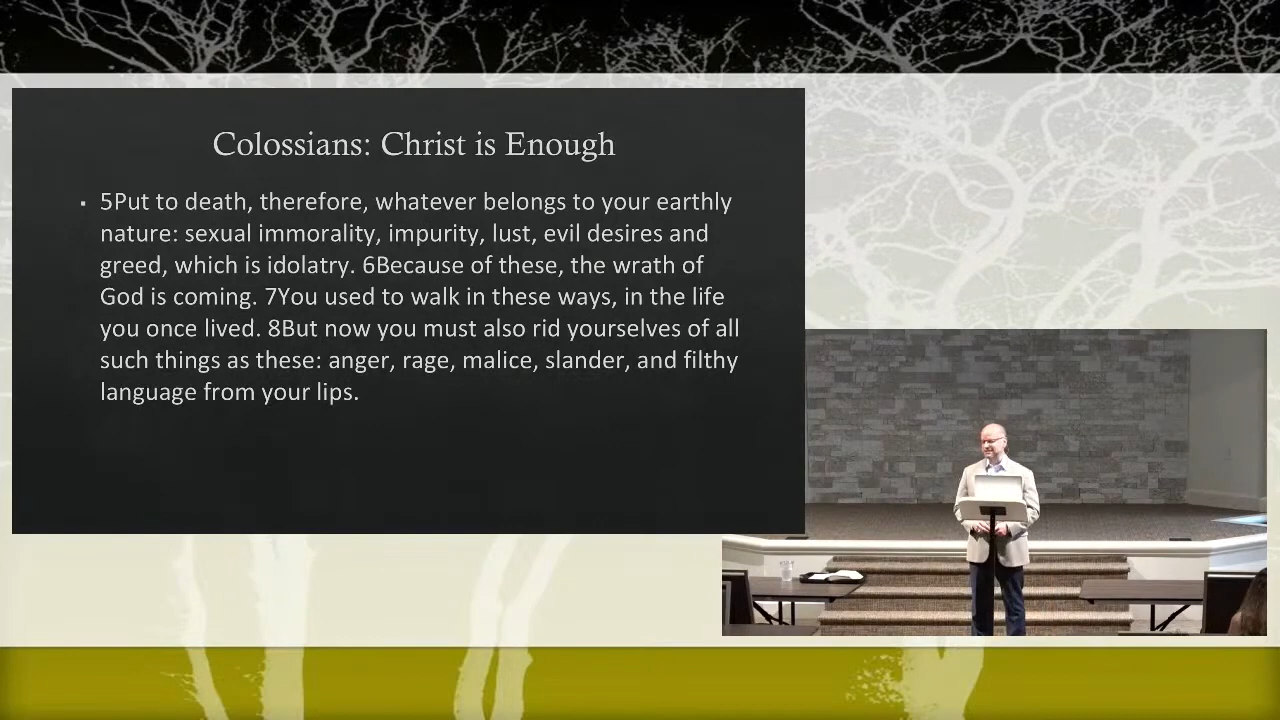 Colossians: Christ is Enough
▪ 5Put to death, therefore, whatever belongs to your earthly
nature: sexual immorality, impurity, lust, evil desires and
greed, which is idolatry. 6Because of these, the wrath of
God is coming. 7You used to walk in these ways, in the life
you once lived. 8But now you must also rid yourselves of all
such things as these: anger, rage, malice, slander, and filthy
language from your lips.